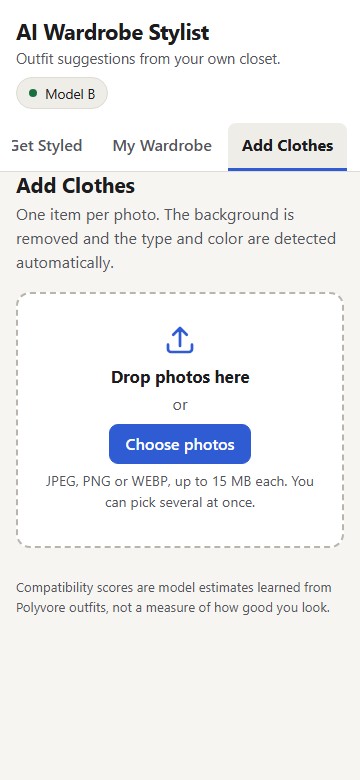 AI Wardrobe Stylist
Outfit suggestions from your own closet.
Model B
Get Styled
My Wardrobe
Add Clothes
Add Clothes
One item per photo. The background is
removed and the type and color are detected
automatically.
Drop photos here
or
Choose photos
JPEG, PNG or WEBP, up to 15 MB each. You
can pick several at once.
Compatibility scores are model estimates learned from
Polyvore outfits, not a measure of how good you look.